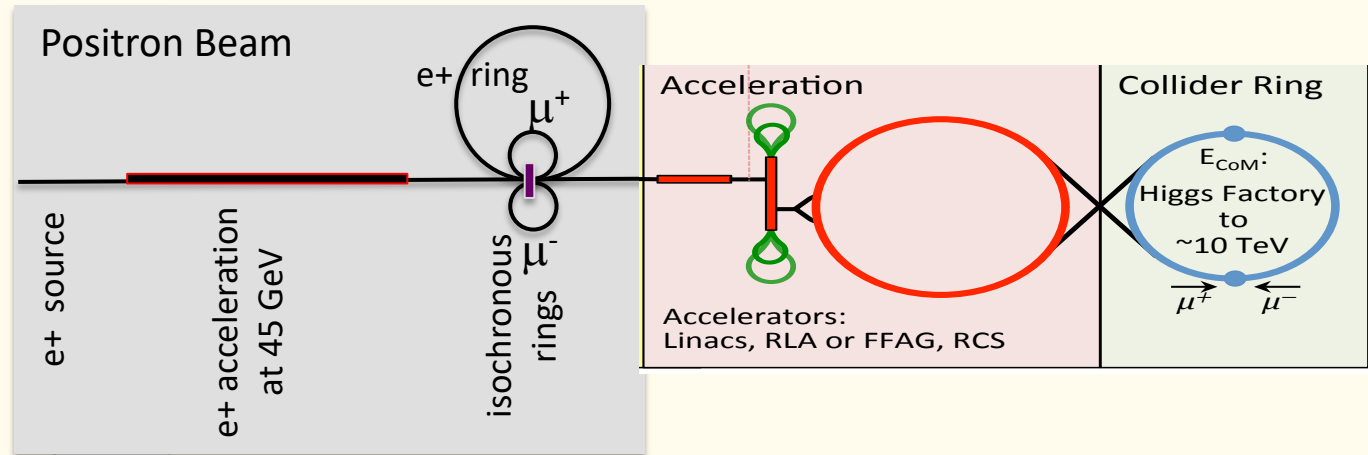 Positron Beam
e+ ring
μ⁺
μ⁻
e+ source
e+ acceleration
at 45 GeV
isochronous
rings
Acceleration
Accelerators:
Linacs, RLA or FFAG, RCS
Collider Ring
E_CoM:
Higgs Factory
to
~10 TeV
μ⁺ μ⁻